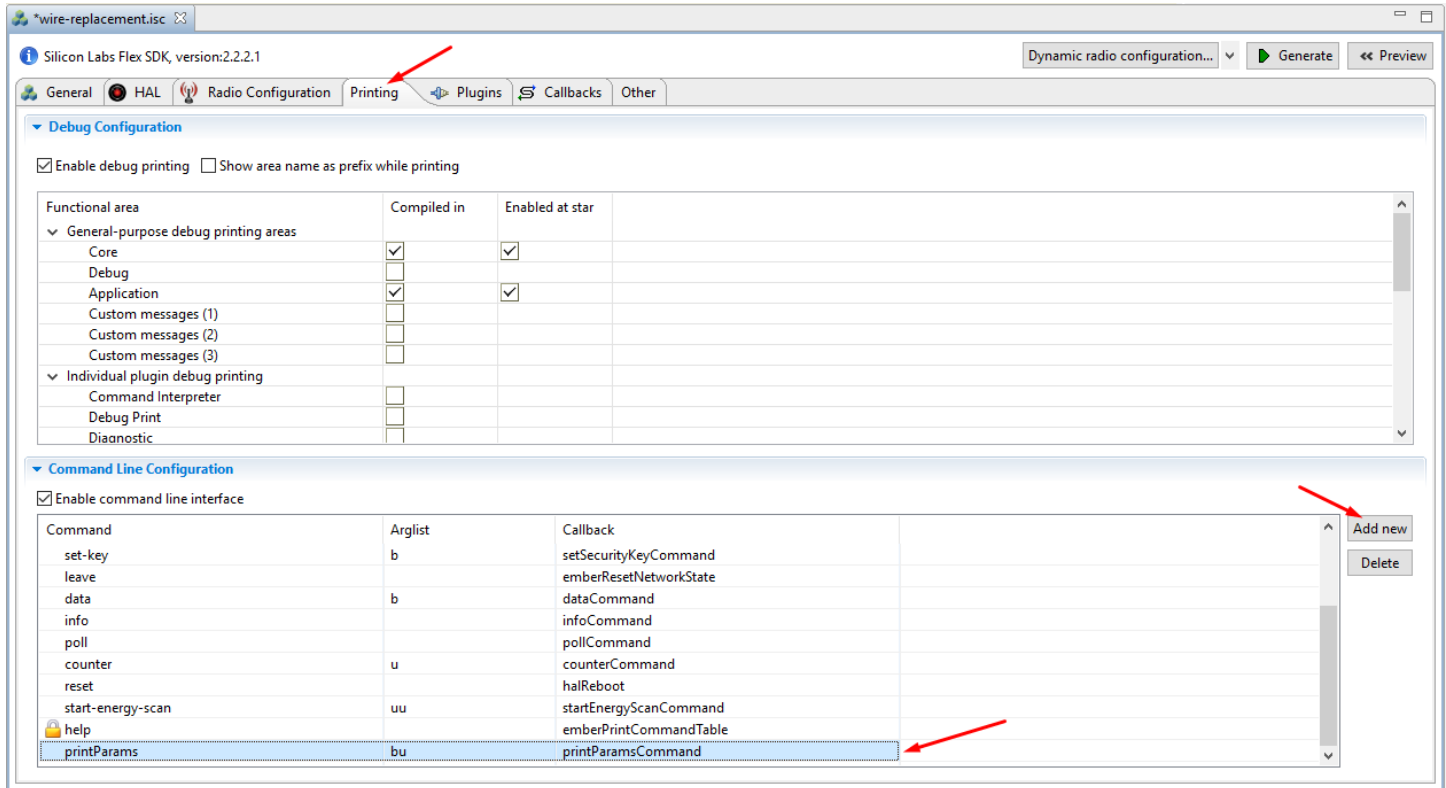 *wire-replacement.isc
Silicon Labs Flex SDK, version:2.2.2.1 Dynamic radio configuration... Generate Preview
General HAL Radio Configuration Printing Plugins Callbacks Other
Debug Configuration
Enable debug printing Show area name as prefix while printing
Functional area Compiled in Enabled at star
General-purpose debug printing areas
Core
Debug
Application
Custom messages (1)
Custom messages (2)
Custom messages (3)
Individual plugin debug printing
Command Interpreter
Debug Print
Diagnostic
Command Line Configuration
Enable command line interface
Command Arglist Callback Add new
set-key b setSecurityKeyCommand Delete
leave emberResetNetworkState
data b dataCommand
info infoCommand
poll pollCommand
counter u counterCommand
reset halReboot
start-energy-scan uu startEnergyScanCommand
help emberPrintCommandTable
printParams bu printParamsCommand